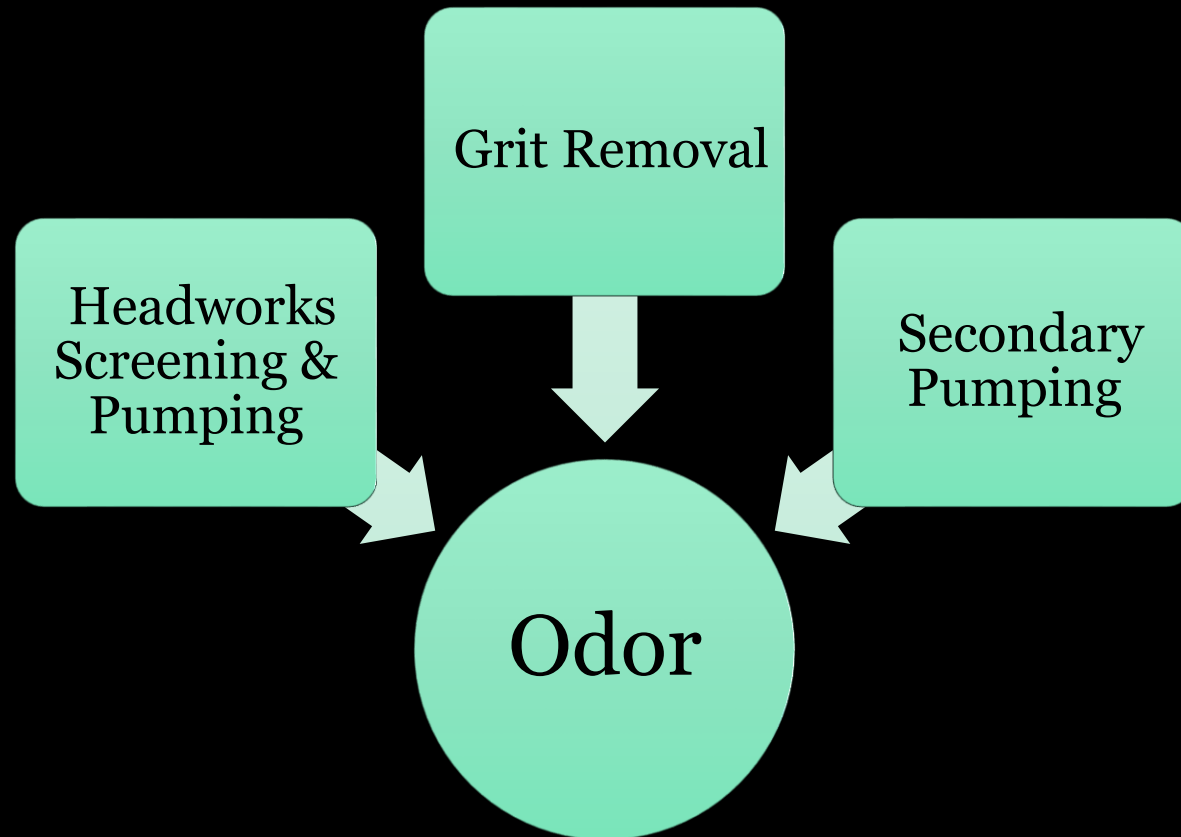 Grit Removal
Headworks
Screening &
Pumping
Secondary
Pumping
Odor